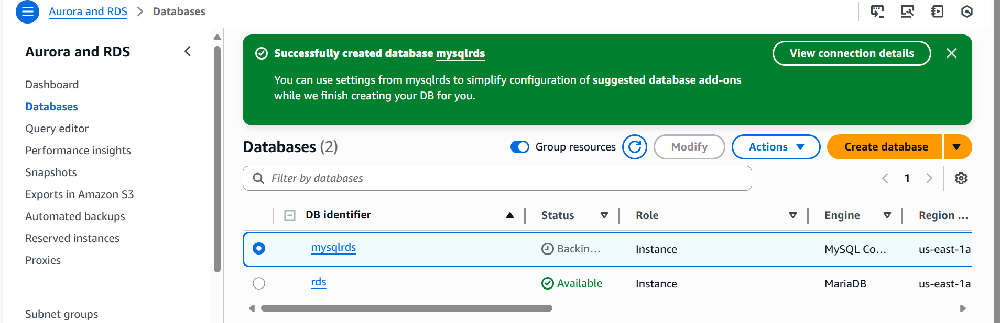 Aurora and RDS > Databases
Aurora and RDS
Dashboard
Databases
Query editor
Performance insights
Snapshots
Exports in Amazon S3
Automated backups
Reserved instances
Proxies
Subnet groups
Successfully created database mysqlrds
View connection details
You can use settings from mysqlrds to simplify configuration of suggested database add-ons
while we finish creating your DB for you.
Databases (2)
Group resources
Modify
Actions
Create database
Filter by databases
1
DB identifier Status Role Engine Region ...
mysqlrds Backin... Instance MySQL Co... us-east-1a
rds Available Instance MariaDB us-east-1a